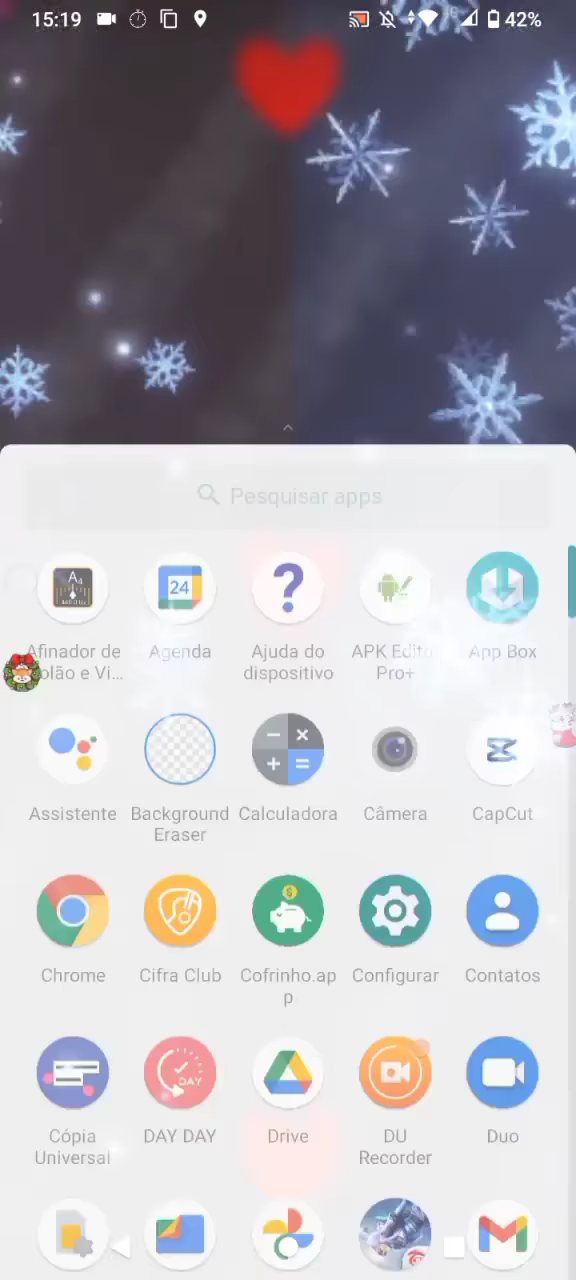 15:19
42%
Pesquisar apps
Afinador de
olão e Vi...
Agenda
Ajuda do
dispositivo
APK Edito
Pro+
App Box
Assistente
Background
Eraser
Calculadora
Câmera
CapCut
Chrome
Cifra Club
Cofrinho.ap
p
Configurar
Contatos
Cópia
Universal
DAY DAY
Drive
DU
Recorder
Duo